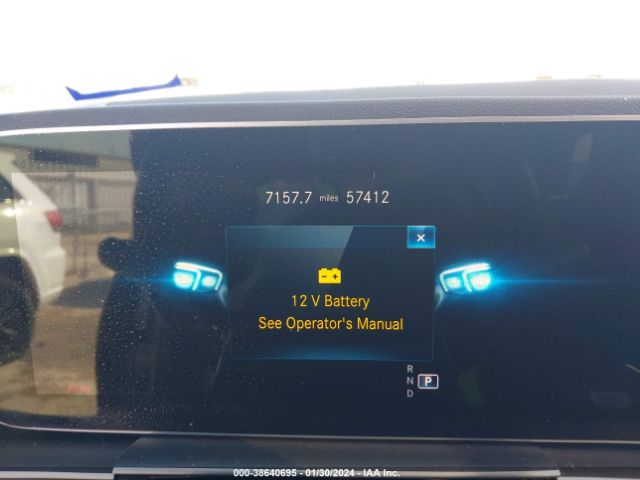 7157.7 miles 57412
12 V Battery
See Operator's Manual
R
N P
D
000-38640695 - 01/30/2024 - IAA Inc.